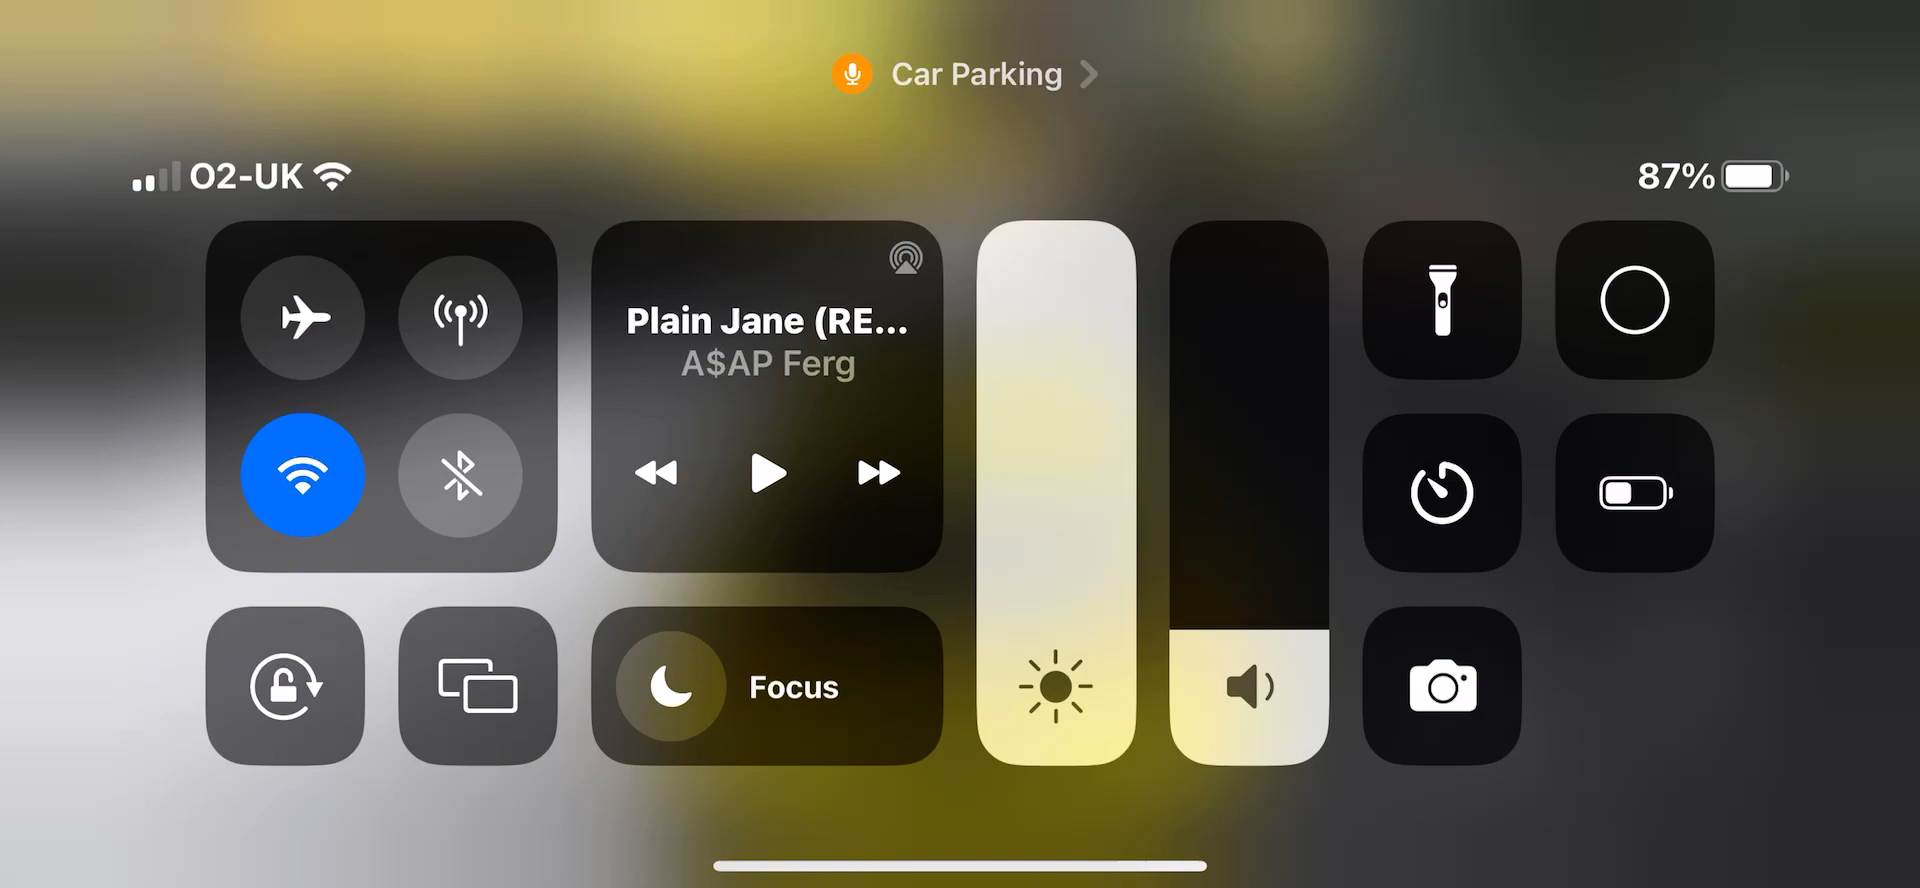 Car Parking
O2-UK
87%
Plain Jane (RE...
A$AP Ferg
Focus